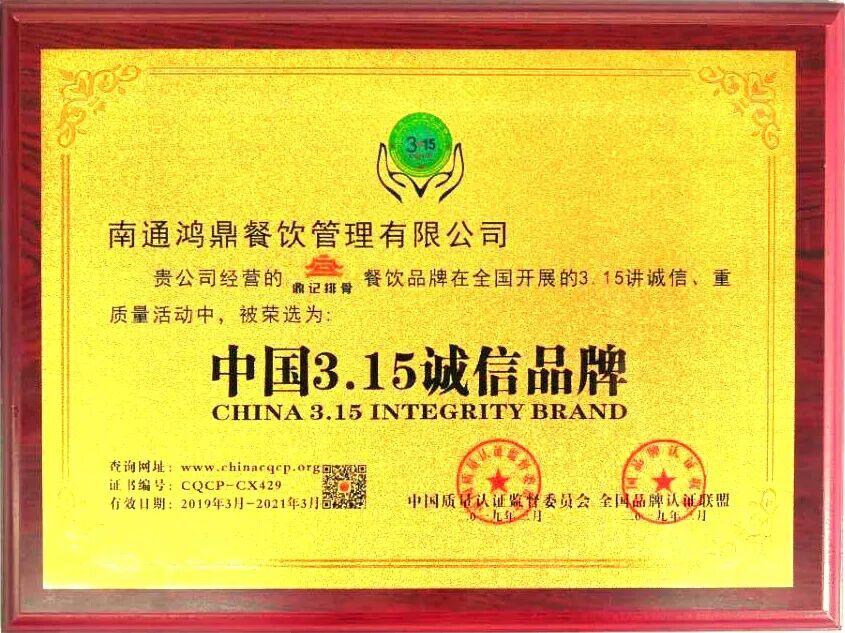 3·15
南通鸿鼎餐饮管理有限公司
贵公司经营的 鼎记排骨 餐饮品牌在全国开展的3.15讲诚信、重
质量活动中，被荣选为：
中国3.15诚信品牌
CHINA 3.15 INTEGRITY BRAND
查询网址：www.chinacqcp.org
证书编号：CQCP-CX429
有效日期：2019年3月-2021年3月
中国质量认证监督委员会 全国品牌认证联盟